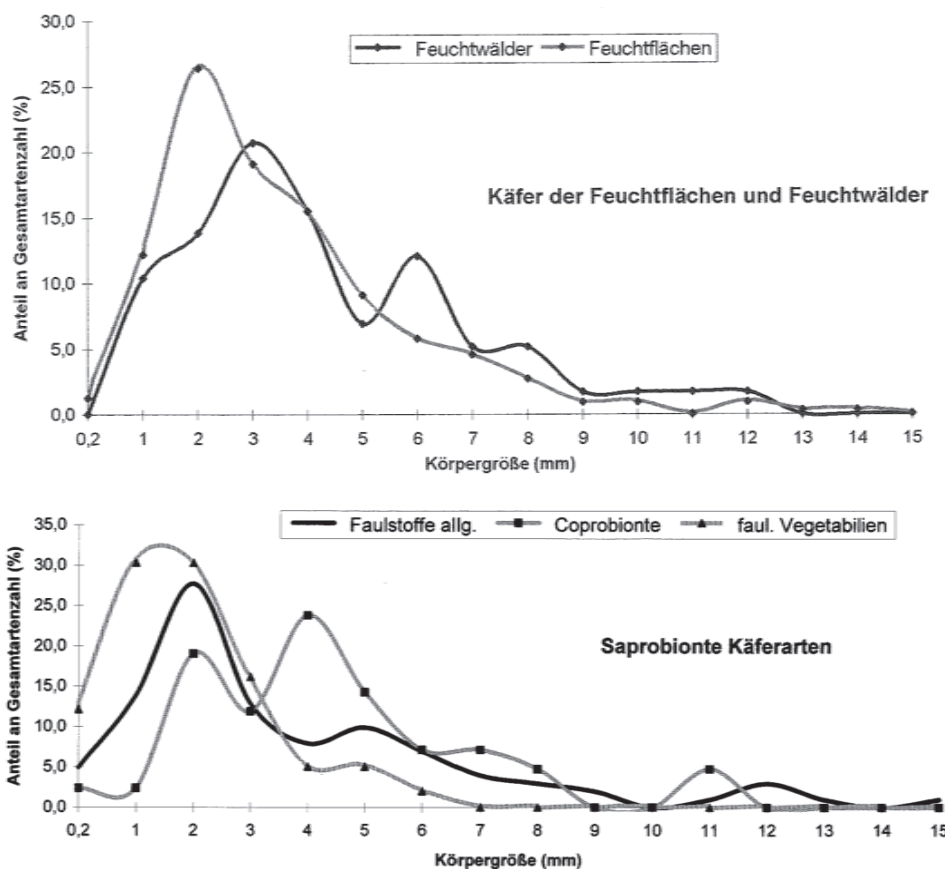 30,0
25,0
20,0
15,0
10,0
5,0
0,0
Anteil an Gesamtartenzahl (%)
Feuchtwälder Feuchtflächen
Käfer der Feuchtflächen und Feuchtwälder
0,2 1 2 3 4 5 6 7 8 9 10 11 12 13 14 15
Körpergröße (mm)
35,0
30,0
25,0
20,0
15,0
10,0
5,0
0,0
Anteil an Gesamtartenzahl (%)
Faulstoffe allg. Coprobionte faul. Vegetabilien
Saprobionte Käferarten
0,2 1 2 3 4 5 6 7 8 9 10 11 12 13 14 15
Körpergröße (mm)